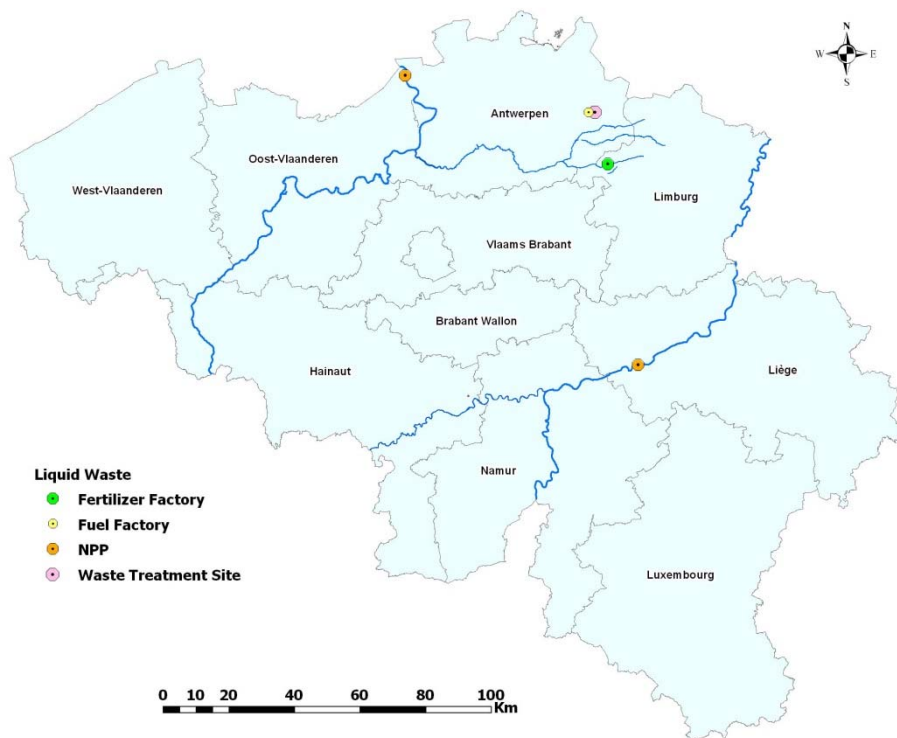 N
W E
S
Antwerpen
Oost-Vlaanderen
West-Vlaanderen
Limburg
Vlaams Brabant
Brabant Wallon
Hainaut
Liège
Namur
Luxembourg
Liquid Waste
Fertilizer Factory
Fuel Factory
NPP
Waste Treatment Site
0 10 20 40 60 80 100
Km